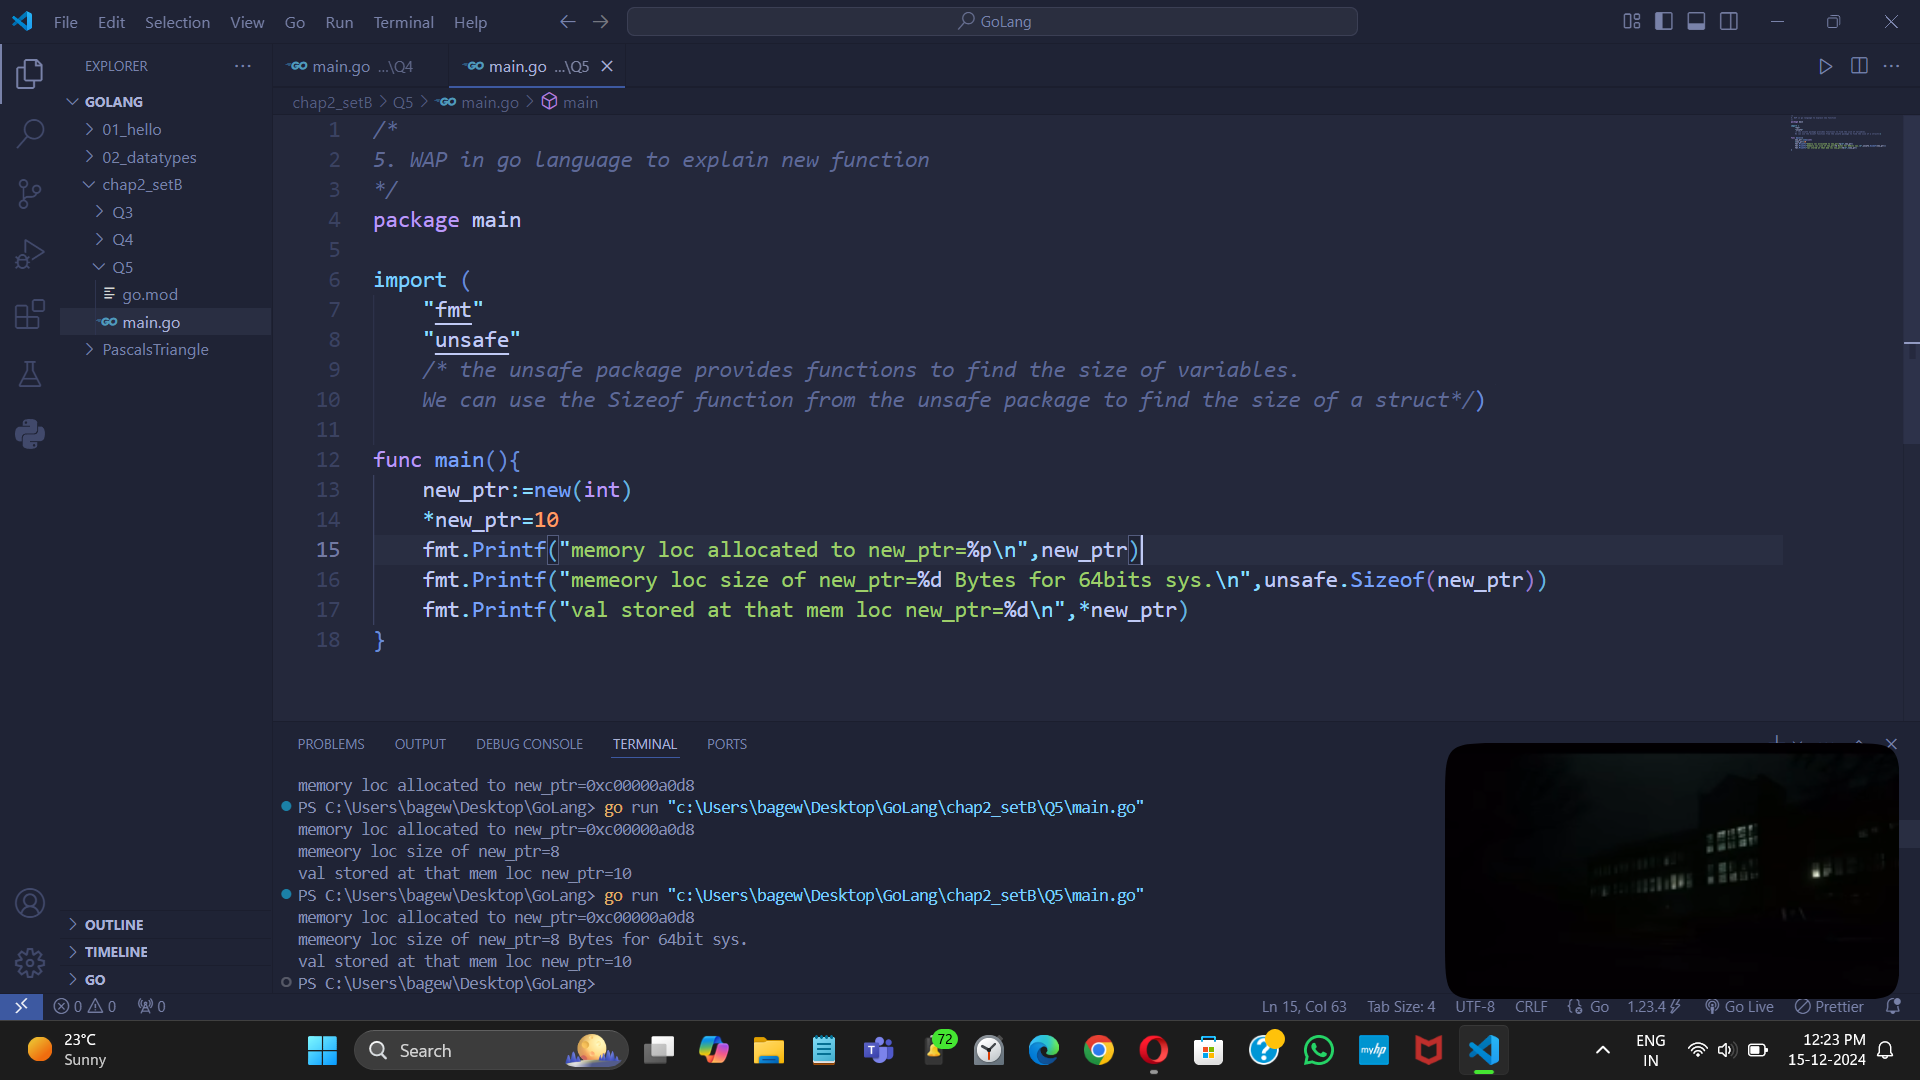 File Edit Selection View Go Run Terminal Help
GoLang
EXPLORER
GOLANG
01_hello
02_datatypes
chap2_setB
Q3
Q4
Q5
go.mod
main.go
PascalsTriangle
OUTLINE
TIMELINE
GO
main.go ...\Q4
main.go ...\Q5
chap2_setB > Q5 > main.go > main
1 /*
2 5. WAP in go language to explain new function
3 */
4 package main
5
6 import (
7 "fmt"
8 "unsafe"
9 /* the unsafe package provides functions to find the size of variables.
10 We can use the Sizeof function from the unsafe package to find the size of a struct*/)
11
12 func main(){
13 new_ptr:=new(int)
14 *new_ptr=10
15 fmt.Printf("memory loc allocated to new_ptr=%p\n",new_ptr)
16 fmt.Printf("memeory loc size of new_ptr=%d Bytes for 64bits sys.\n",unsafe.Sizeof(new_ptr))
17 fmt.Printf("val stored at that mem loc new_ptr=%d\n",*new_ptr)
18 }
PROBLEMS OUTPUT DEBUG CONSOLE TERMINAL PORTS
memory loc allocated to new_ptr=0xc00000a0d8
PS C:\Users\bagew\Desktop\GoLang> go run "c:\Users\bagew\Desktop\GoLang\chap2_setB\Q5\main.go"
memory loc allocated to new_ptr=0xc00000a0d8
memeory loc size of new_ptr=8
val stored at that mem loc new_ptr=10
PS C:\Users\bagew\Desktop\GoLang> go run "c:\Users\bagew\Desktop\GoLang\chap2_setB\Q5\main.go"
memory loc allocated to new_ptr=0xc00000a0d8
memeory loc size of new_ptr=8 Bytes for 64bit sys.
val stored at that mem loc new_ptr=10
PS C:\Users\bagew\Desktop\GoLang>
0 0 0
Ln 15, Col 63 Tab Size: 4 UTF-8 CRLF Go 1.23.4 Go Live Prettier
23°C
Sunny
Search
72
myhp
ENG
IN
12:23 PM
15-12-2024